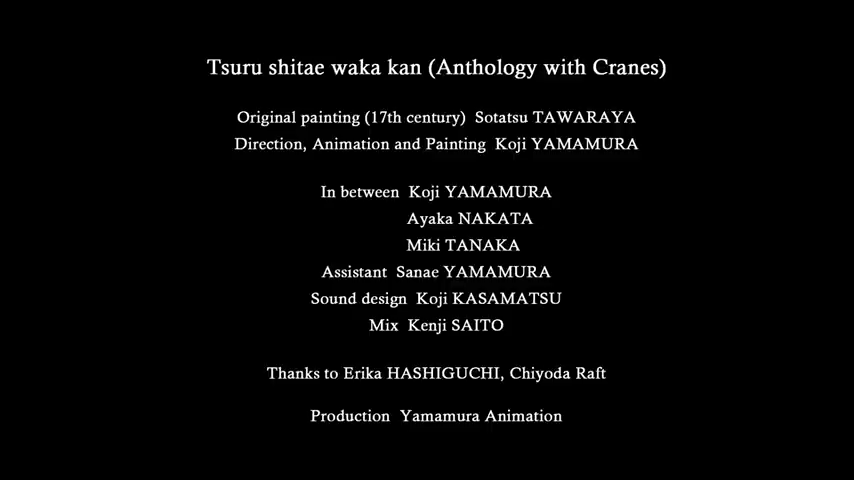 Tsuru shitae waka kan (Anthology with Cranes)
Original painting (17th century) Sotatsu TAWARAYA
Direction, Animation and Painting Koji YAMAMURA
In between Koji YAMAMURA
Ayaka NAKATA
Miki TANAKA
Assistant Sanae YAMAMURA
Sound design Koji KASAMATSU
Mix Kenji SAITO
Thanks to Erika HASHIGUCHI, Chiyoda Raft
Production Yamamura Animation